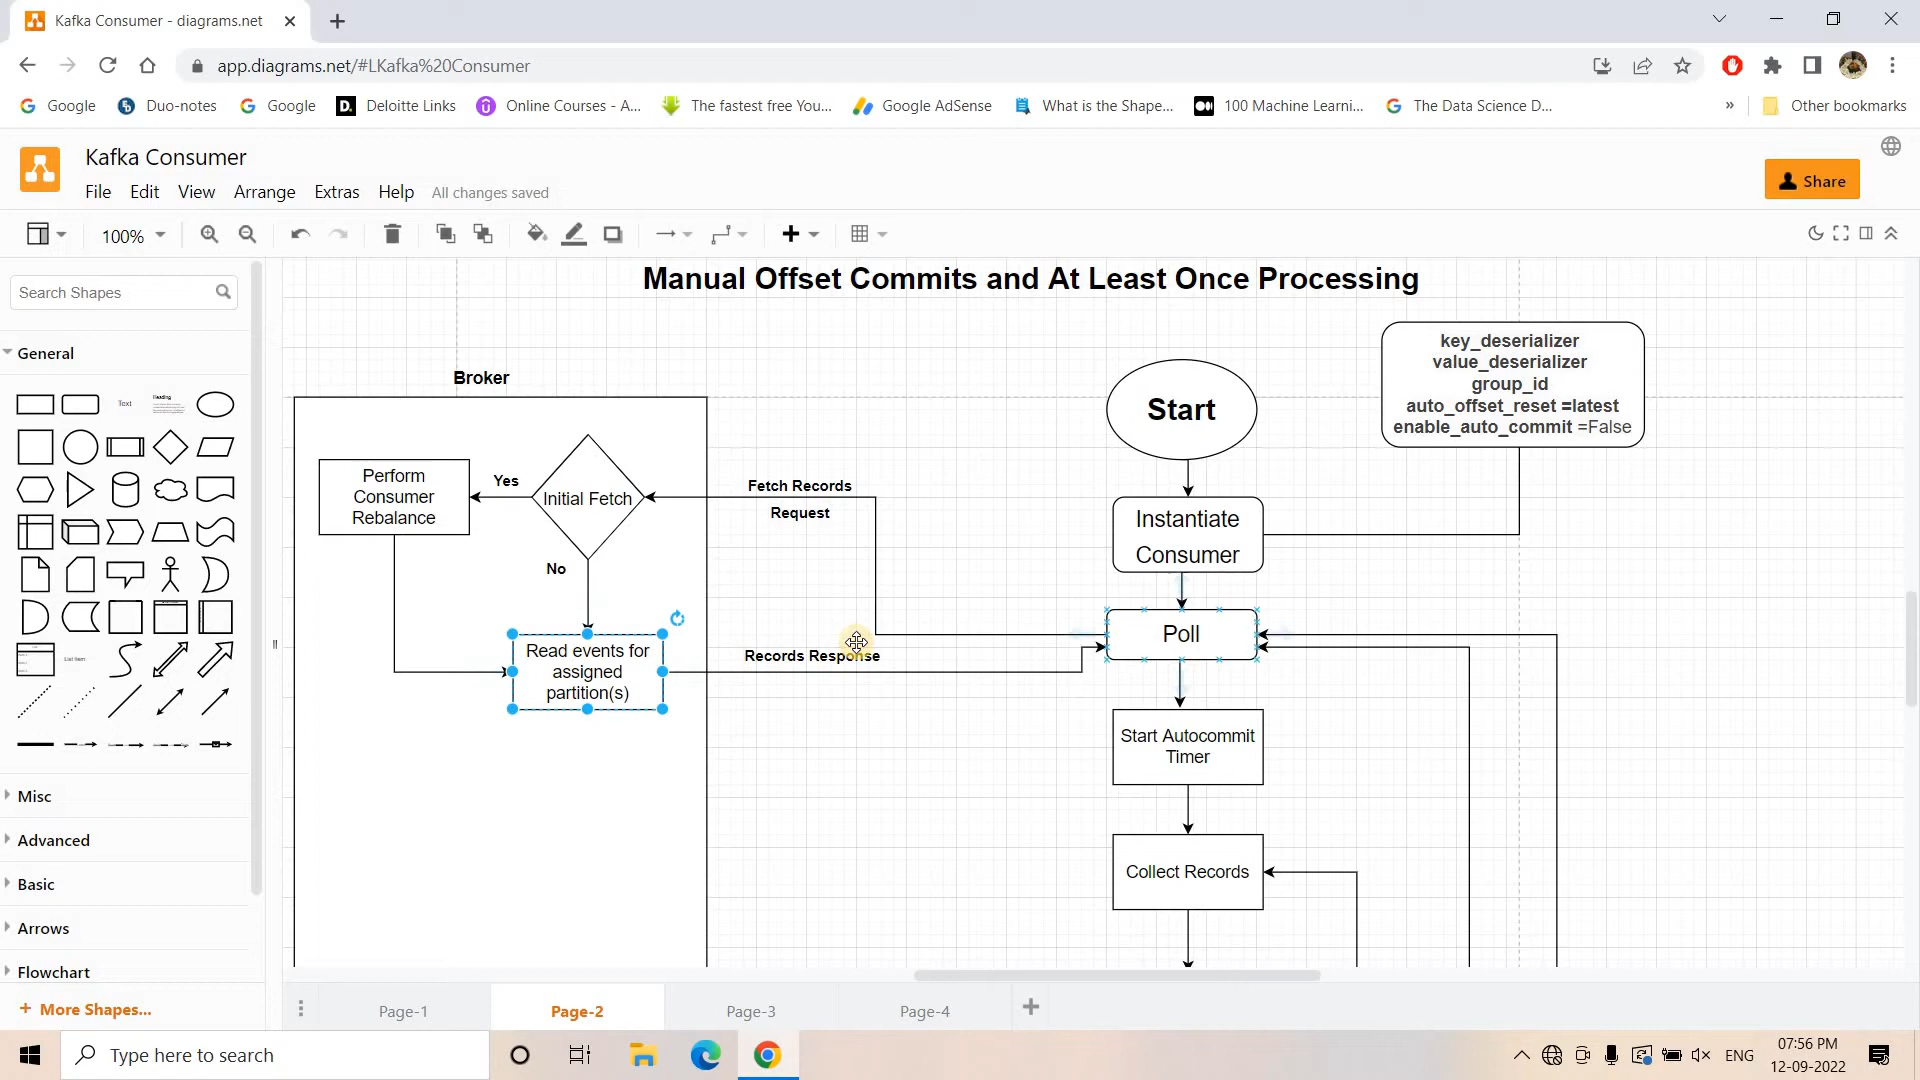 Kafka Consumer - diagrams.net
app.diagrams.net/#LKafka%20Consumer
Google
Duo-notes
Google
Deloitte Links
Online Courses - A...
The fastest free You...
Google AdSense
What is the Shape...
100 Machine Learni...
The Data Science D...
»
Other bookmarks
Kafka Consumer
File
Edit
View
Arrange
Extras
Help
All changes saved
Share
100%
Search Shapes
General
Text
Heading
List Item
Misc
Advanced
Basic
Arrows
Flowchart
+ More Shapes...
Manual Offset Commits and At Least Once Processing
key_deserializer
value_deserializer
group_id
auto_offset_reset =latest
enable_auto_commit =False
Broker
Start
Perform
Consumer
Rebalance
Yes
Initial Fetch
No
Fetch Records
Request
Instantiate
Consumer
Read events for
assigned
partition(s)
Records Response
Poll
Start Autocommit
Timer
Collect Records
Page-1
Page-2
Page-3
Page-4
Type here to search
ENG
07:56 PM
12-09-2022